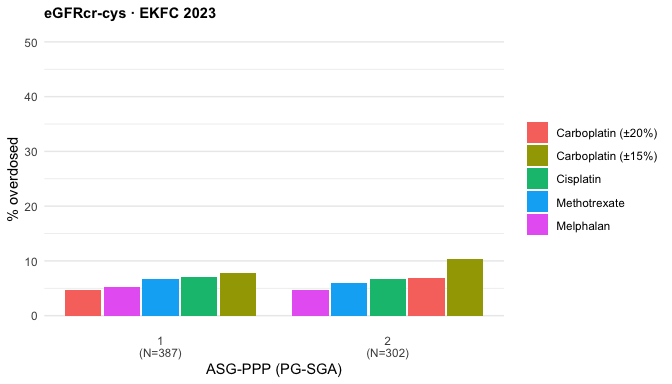 eGFRcr-cys · EKFC 2023
% overdosed
50
40
30
20
10
0
1
(N=387)
2
(N=302)
ASG-PPP (PG-SGA)
Carboplatin (±20%)
Carboplatin (±15%)
Cisplatin
Methotrexate
Melphalan